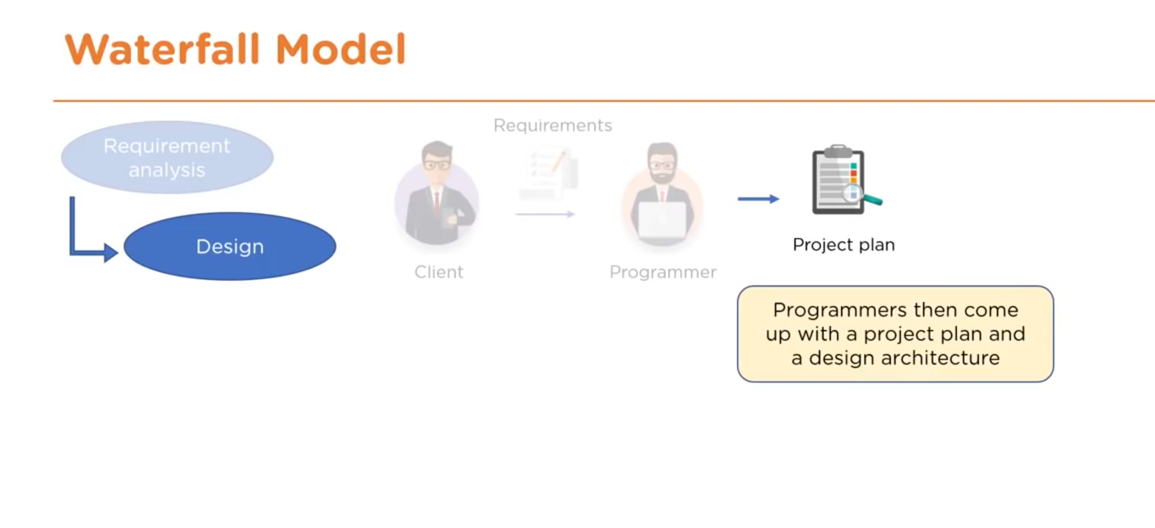 Waterfall Model
Requirement
analysis
Design
Requirements
Client
Programmer
Project plan
Programmers then come
up with a project plan and
a design architecture